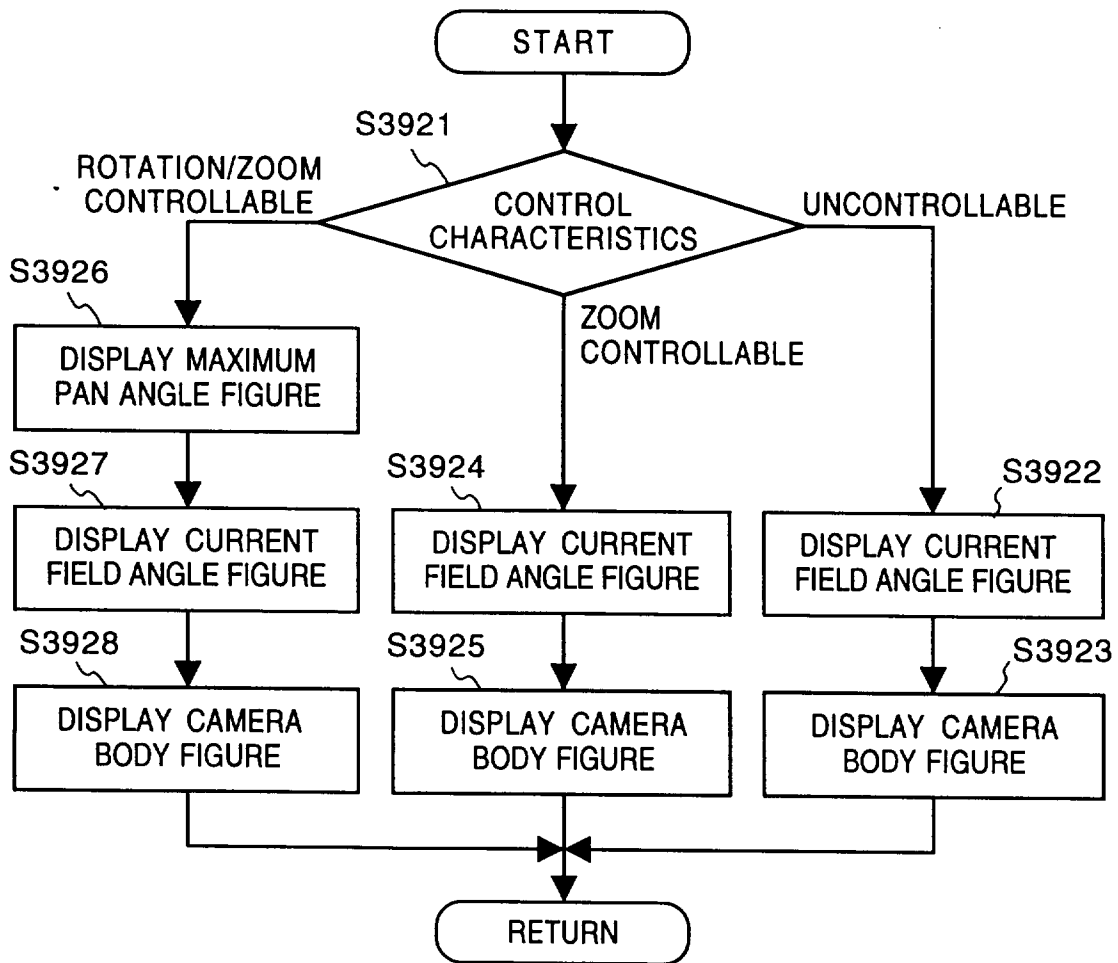 START
S3921
ROTATION/ZOOM
CONTROLLABLE
CONTROL
CHARACTERISTICS
UNCONTROLLABLE
S3926
ZOOM
CONTROLLABLE
DISPLAY MAXIMUM
PAN ANGLE FIGURE
S3927
S3924
S3922
DISPLAY CURRENT
FIELD ANGLE FIGURE
DISPLAY CURRENT
FIELD ANGLE FIGURE
DISPLAY CURRENT
FIELD ANGLE FIGURE
S3928
S3925
S3923
DISPLAY CAMERA
BODY FIGURE
DISPLAY CAMERA
BODY FIGURE
DISPLAY CAMERA
BODY FIGURE
RETURN